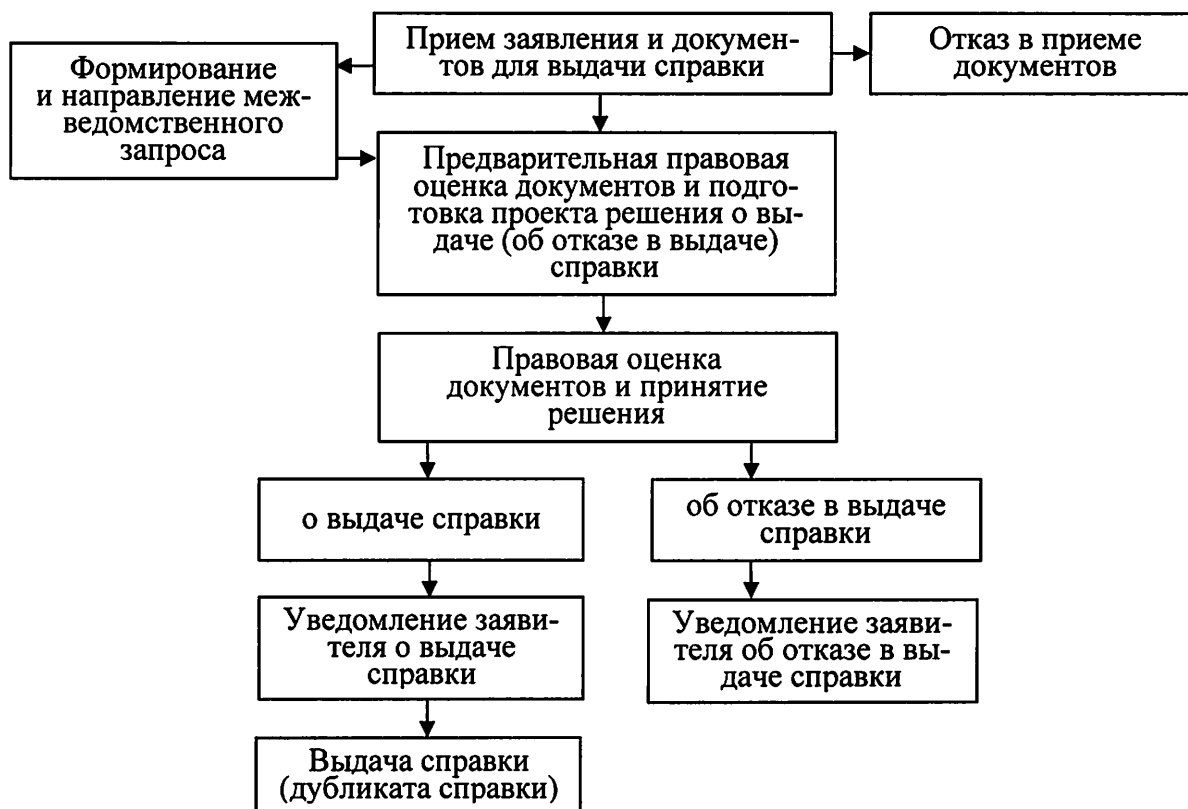 Прием заявления и докумен-
тов для выдачи справки
Отказ в приеме
документов
Формирование
и направление меж-
ведомственного
запроса
Предварительная правовая
оценка документов и подго-
товка проекта решения о вы-
даче (об отказе в выдаче)
справки
Правовая оценка
документов и принятие
решения
о выдаче справки
об отказе в выдаче
справки
Уведомление заяви-
теля о выдаче
справки
Уведомление заяви-
теля об отказе в вы-
даче справки
Выдача справки
(дубликата справки)